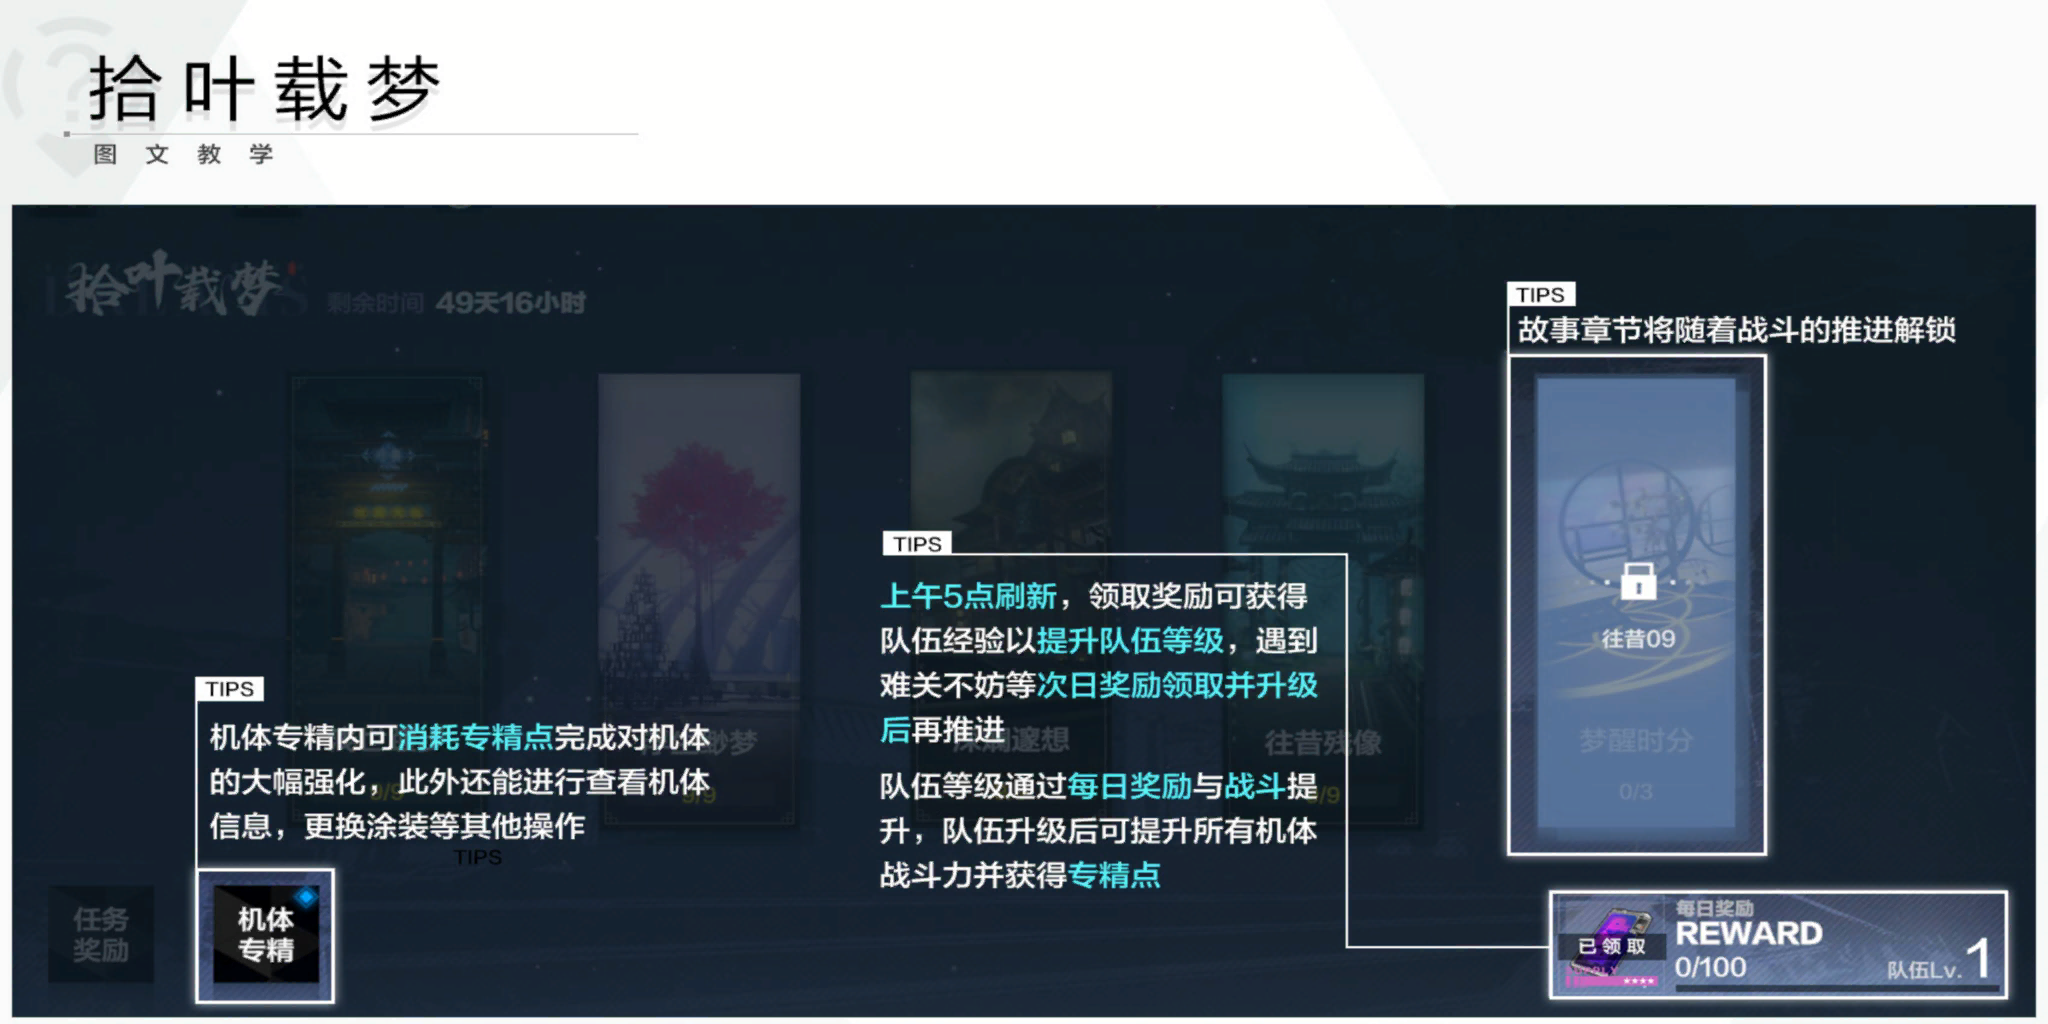 拾叶载梦
图文教学
拾叶载梦
剩余时间 49天16小时
TIPS
故事章节将随着战斗的推进解锁
往昔09
梦醒时分
0/3
往昔残像
/9
TIPS
上午5点刷新，领取奖励可获得
队伍经验以提升队伍等级，遇到
难关不妨等次日奖励领取并升级
后再推进
队伍等级通过每日奖励与战斗提
升，队伍升级后可提升所有机体
战斗力并获得专精点
邃想
梦
/9
TIPS
机体专精内可消耗专精点完成对机体
的大幅强化，此外还能进行查看机体
信息，更换涂装等其他操作
TIPS
任务
奖励
机体
专精
已领取
每日奖励
REWARD
0/100
队伍Lv. 1